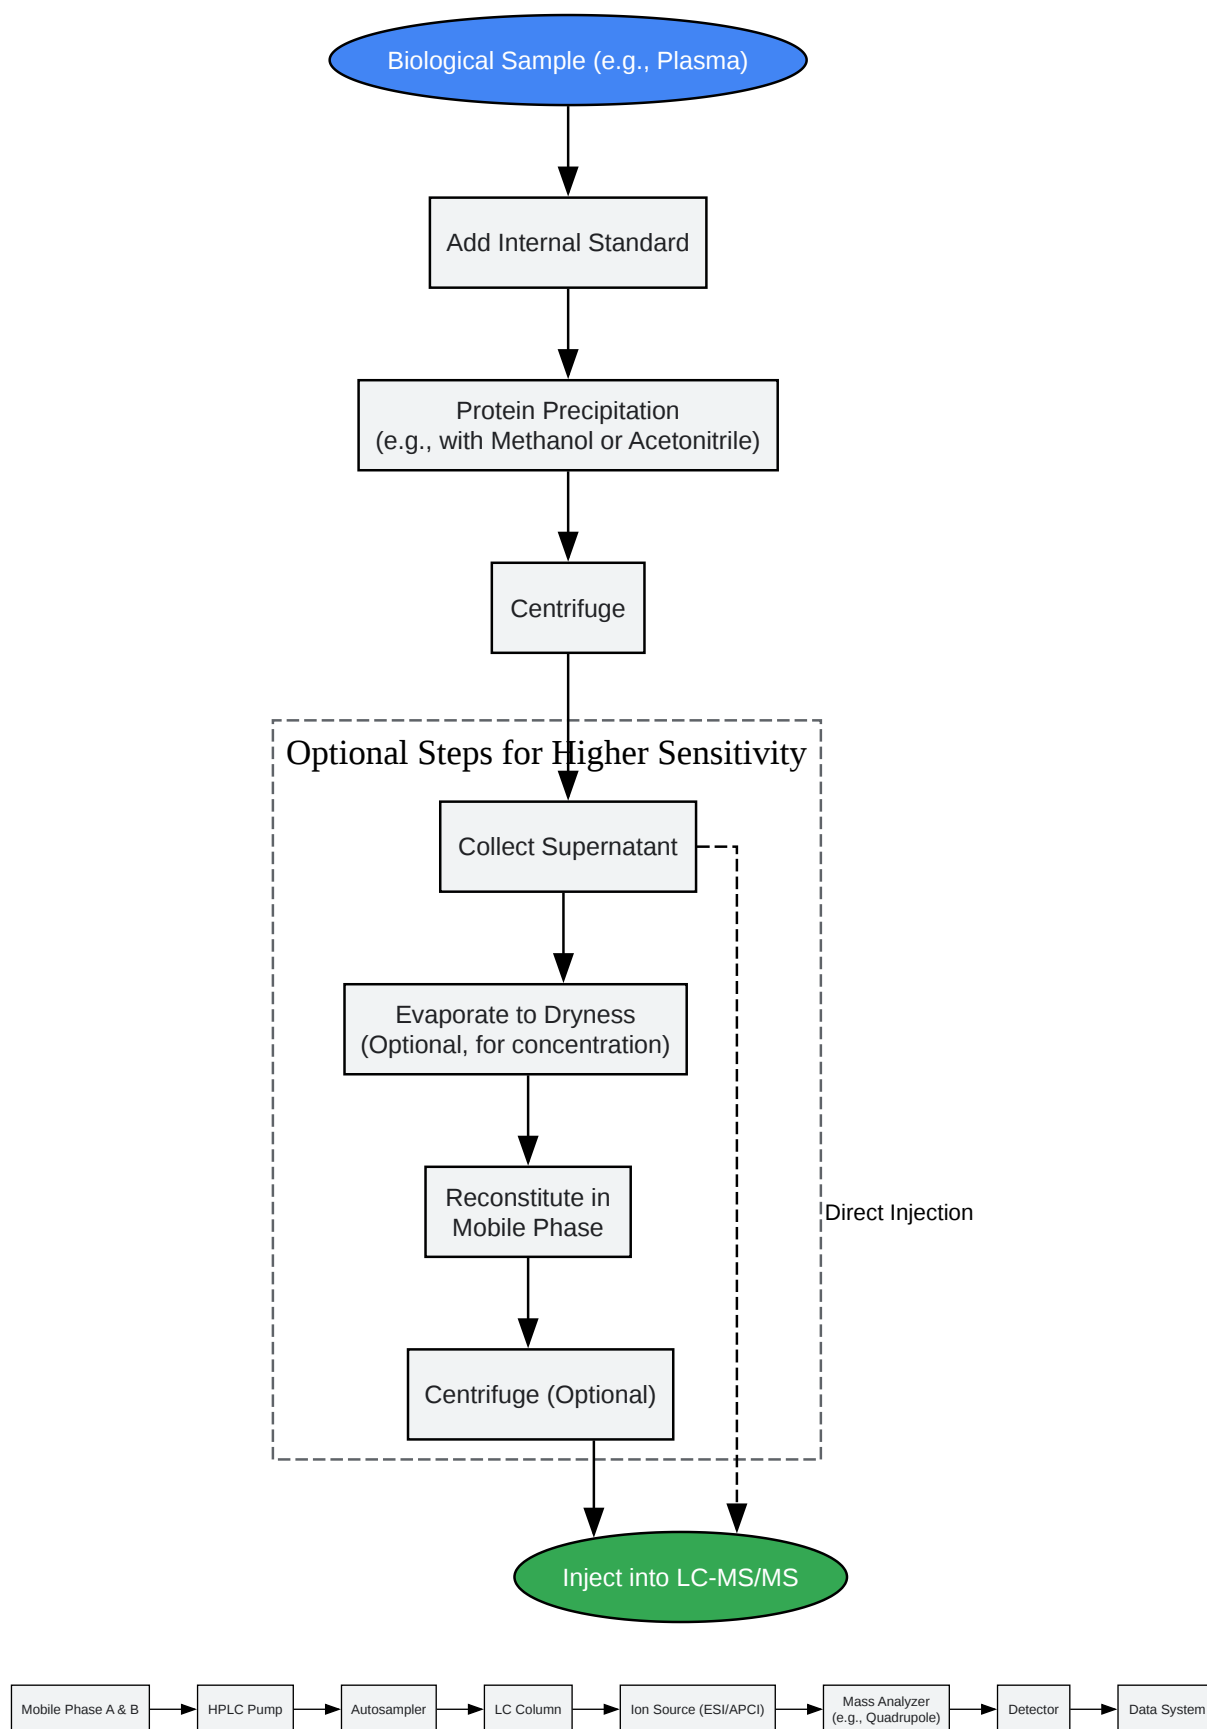 Biological Sample (e.g., Plasma)
Add Internal Standard
Protein Precipitation
(e.g., with Methanol or Acetonitrile)
Centrifuge
Optional Steps for Higher Sensitivity
Collect Supernatant
Evaporate to Dryness
(Optional, for concentration)
Reconstitute in
Mobile Phase
Direct Injection
Centrifuge (Optional)
Inject into LC-MS/MS
Mobile Phase A & B
HPLC Pump
Autosampler
LC Column
Ion Source (ESI/APCI)
Mass Analyzer
(e.g., Quadrupole)
Detector
Data System